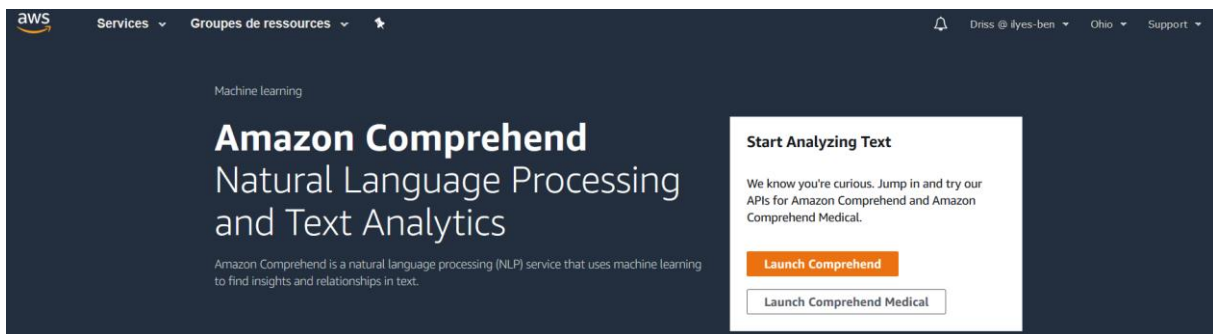 aws Services Groupes de ressources Driss @ ilyes-ben Ohio Support
Machine learning
Amazon Comprehend
Natural Language Processing
and Text Analytics
Amazon Comprehend is a natural language processing (NLP) service that uses machine learning
to find insights and relationships in text.
Start Analyzing Text
We know you're curious. Jump in and try our
APIs for Amazon Comprehend and Amazon
Comprehend Medical.
Launch Comprehend
Launch Comprehend Medical